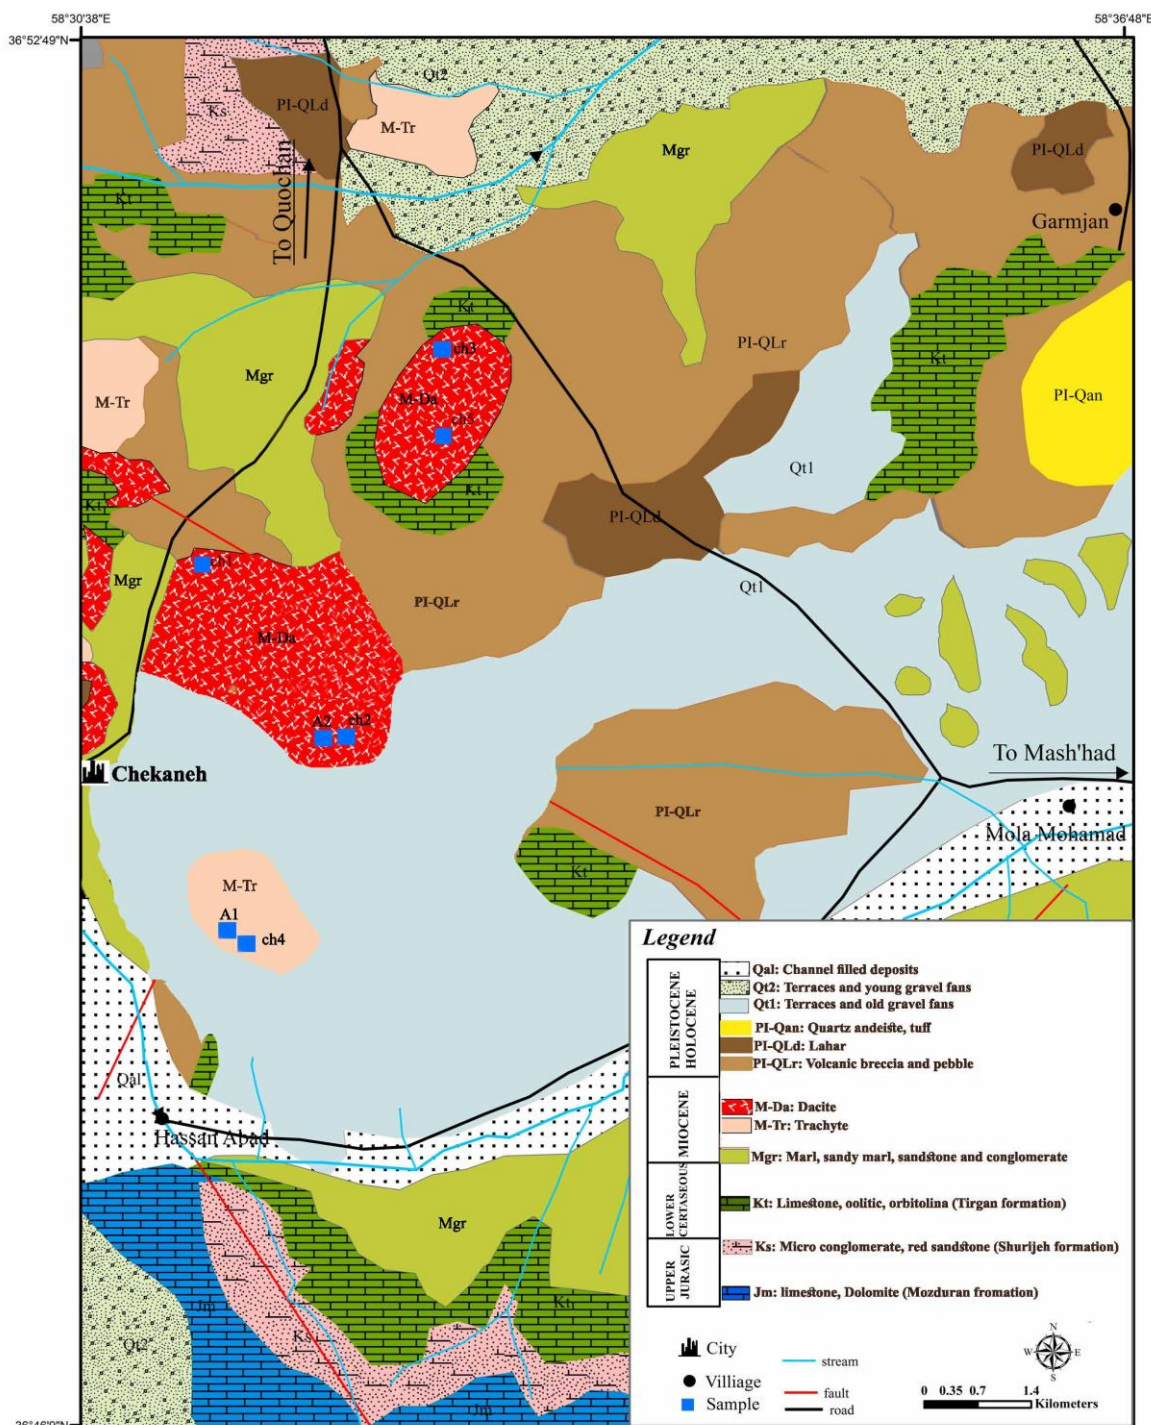 58°30'38"E
58°36'48"E
36°52'49"N
Qt2
PI-QLd
Ks
M-Tr
Mgr
PI-QLd
Kt
Garmjan
To Quochan
Kt
ch3
PI-QLr
Kt
Mgr
M-Tr
M-Da
PI-Qan
ch5
Qt1
Kt
Kt
PI-QLd
ch1
Mgr
Qt1
PI-QLr
M-Da
A2
ch2
To Mash'had
Chekaneh
PI-QLr
Mola Mohamad
Kt
M-Tr
A1
ch4
Qal
Hassan Abad
Mgr
Jm
Kt
Ks
Qt2
Jm
36°46'9"N
Legend
PLEISTOCENE
HOLOCENE
Qal: Channel filled deposits
Qt2: Terraces and young gravel fans
Qt1: Terraces and old gravel fans
PI-Qan: Quartz andeiste, tuff
PI-QLd: Lahar
PI-QLr: Volcanic breccia and pebble
MIOCENE
M-Da: Dacite
M-Tr: Trachyte
Mgr: Marl, sandy marl, sandstone and conglomerate
LOWER
CERTASEOUS
Kt: Limestone, oolitic, orbitolina (Tirgan formation)
UPPER
JURASIC
Ks: Micro conglomerate, red sandstone (Shurijeh formation)
Jm: limestone, Dolomite (Mozduran fromation)
City
Villiage
Sample
stream
fault
road
N
W
E
S
0 0.35 0.7 1.4
Kilometers